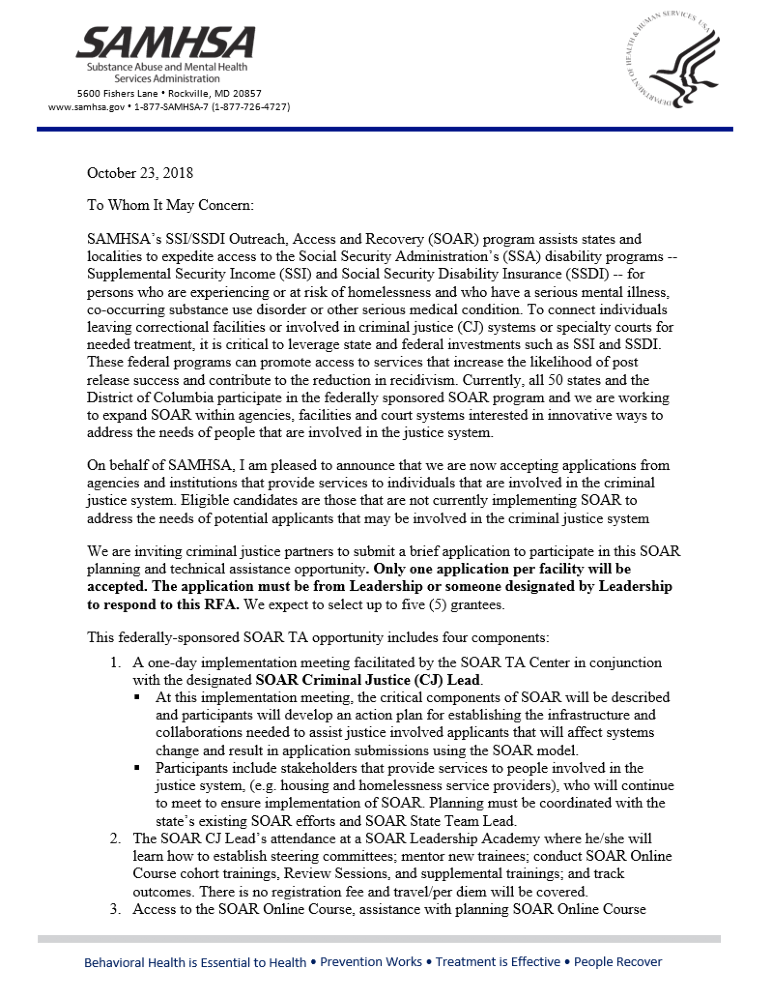 SAMHSA
Substance Abuse and Mental Health
Services Administration
5600 Fishers Lane • Rockville, MD 20857
www.samhsa.gov • 1-877-SAMHSA-7 (1-877-726-4727)
DEPARTMENT OF HEALTH & HUMAN SERVICES. USA
October 23, 2018
To Whom It May Concern:
SAMHSA's SSI/SSDI Outreach, Access and Recovery (SOAR) program assists states and
localities to expedite access to the Social Security Administration's (SSA) disability programs --
Supplemental Security Income (SSI) and Social Security Disability Insurance (SSDI) -- for
persons who are experiencing or at risk of homelessness and who have a serious mental illness,
co-occurring substance use disorder or other serious medical condition. To connect individuals
leaving correctional facilities or involved in criminal justice (CJ) systems or specialty courts for
needed treatment, it is critical to leverage state and federal investments such as SSI and SSDI.
These federal programs can promote access to services that increase the likelihood of post
release success and contribute to the reduction in recidivism. Currently, all 50 states and the
District of Columbia participate in the federally sponsored SOAR program and we are working
to expand SOAR within agencies, facilities and court systems interested in innovative ways to
address the needs of people that are involved in the justice system.
On behalf of SAMHSA, I am pleased to announce that we are now accepting applications from
agencies and institutions that provide services to individuals that are involved in the criminal
justice system. Eligible candidates are those that are not currently implementing SOAR to
address the needs of potential applicants that may be involved in the criminal justice system
We are inviting criminal justice partners to submit a brief application to participate in this SOAR
planning and technical assistance opportunity. Only one application per facility will be
accepted. The application must be from Leadership or someone designated by Leadership
to respond to this RFA. We expect to select up to five (5) grantees.
This federally-sponsored SOAR TA opportunity includes four components:
1. A one-day implementation meeting facilitated by the SOAR TA Center in conjunction
with the designated SOAR Criminal Justice (CJ) Lead.
▪ At this implementation meeting, the critical components of SOAR will be described
and participants will develop an action plan for establishing the infrastructure and
collaborations needed to assist justice involved applicants that will affect systems
change and result in application submissions using the SOAR model.
▪ Participants include stakeholders that provide services to people involved in the
justice system, (e.g. housing and homelessness service providers), who will continue
to meet to ensure implementation of SOAR. Planning must be coordinated with the
state's existing SOAR efforts and SOAR State Team Lead.
2. The SOAR CJ Lead's attendance at a SOAR Leadership Academy where he/she will
learn how to establish steering committees; mentor new trainees; conduct SOAR Online
Course cohort trainings, Review Sessions, and supplemental trainings; and track
outcomes. There is no registration fee and travel/per diem will be covered.
3. Access to the SOAR Online Course, assistance with planning SOAR Online Course
Behavioral Health is Essential to Health • Prevention Works • Treatment is Effective • People Recover